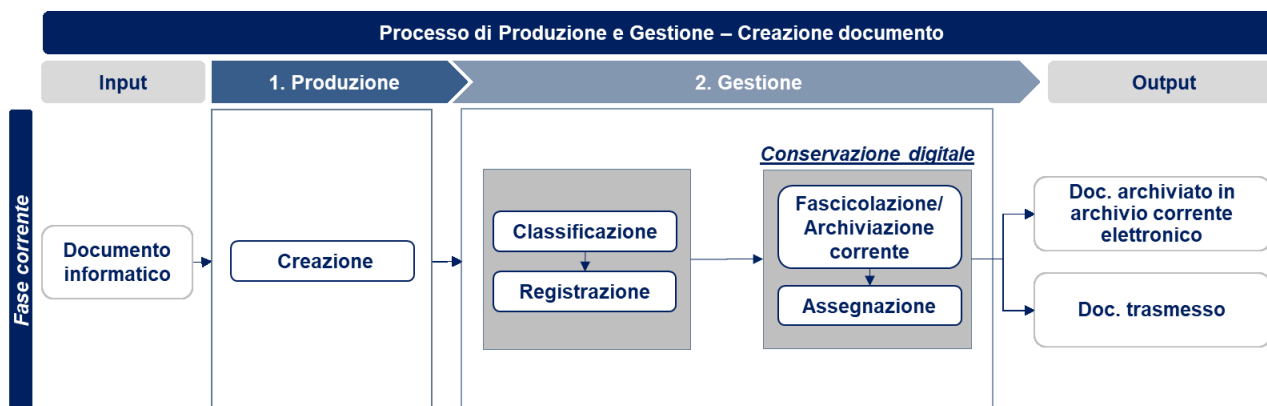 Processo di Produzione e Gestione – Creazione documento
Input
1. Produzione
2. Gestione
Output
Fase corrente
Documento
informatico
Creazione
Classificazione
Registrazione
Conservazione digitale
Fascicolazione/
Archiviazione
corrente
Assegnazione
Doc. archiviato in
archivio corrente
elettronico
Doc. trasmesso